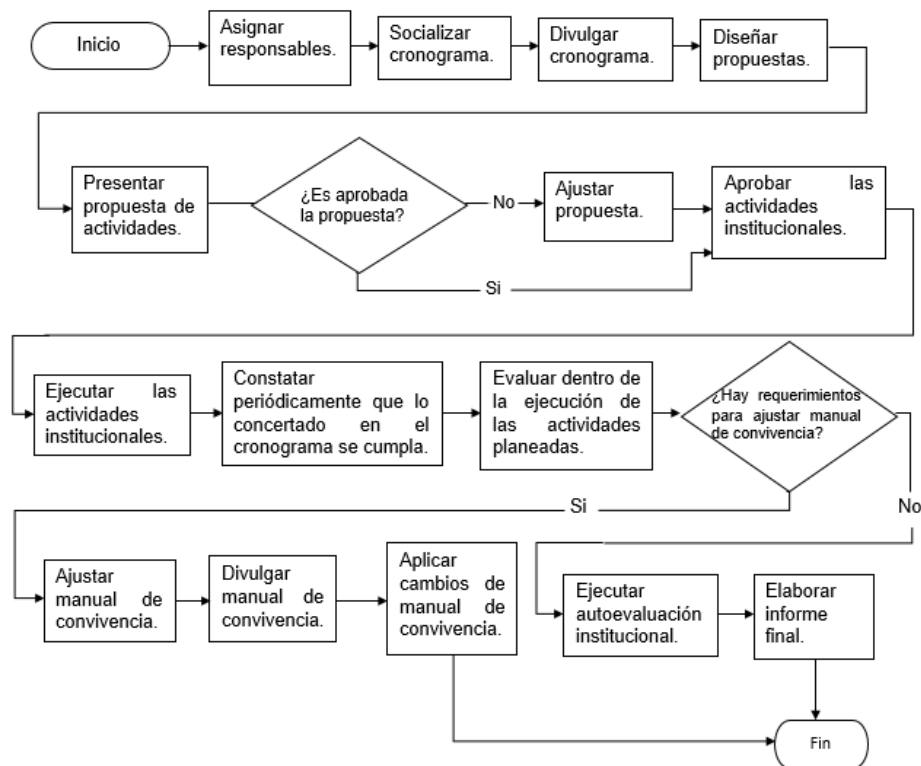 Inicio
Asignar
responsables.
Socializar
cronograma.
Divulgar
cronograma.
Diseñar
propuestas.
Presentar
propuesta de
actividades.
¿Es aprobada
la propuesta?
No
Ajustar
propuesta.
Aprobar las
actividades
institucionales.
Si
Ejecutar las
actividades
institucionales.
Constatar
periódicamente que lo
concertado en el
cronograma se cumpla.
Evaluar dentro de
la ejecución de
las actividades
planeadas.
¿Hay requerimientos
para ajustar manual
de convivencia?
Si
No
Ajustar
manual de
convivencia.
Divulgar
manual de
convivencia.
Aplicar
cambios de
manual de
convivencia.
Ejecutar
autoevaluación
institucional.
Elaborar
informe
final.
Fin